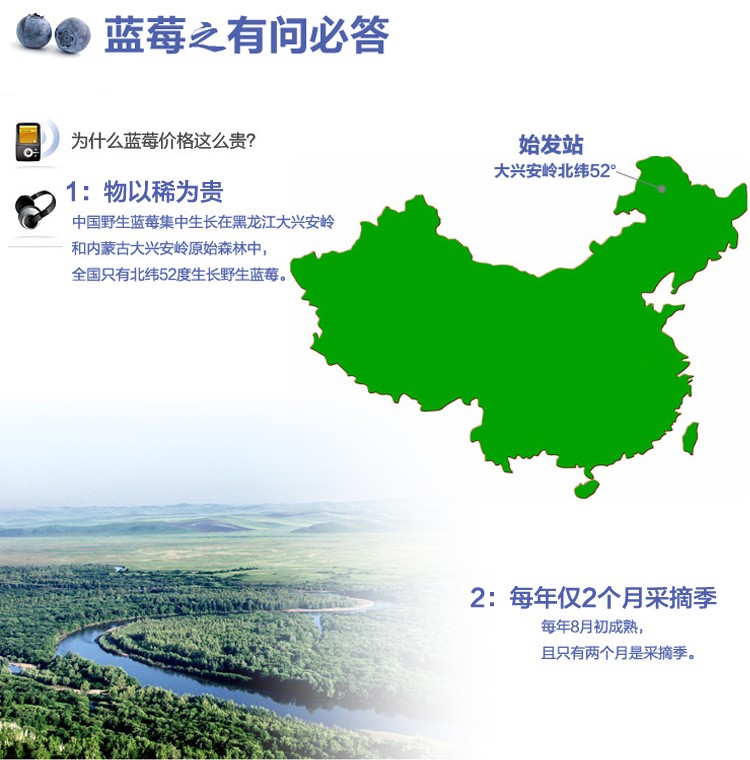 蓝莓之有问必答
为什么蓝莓价格这么贵?
1：物以稀为贵
中国野生蓝莓集中生长在黑龙江大兴安岭
和内蒙古大兴安岭原始森林中，
全国只有北纬52度生长野生蓝莓。
始发站
大兴安岭北纬52°
2：每年仅2个月采摘季
每年8月初成熟，
且只有两个月是采摘季。